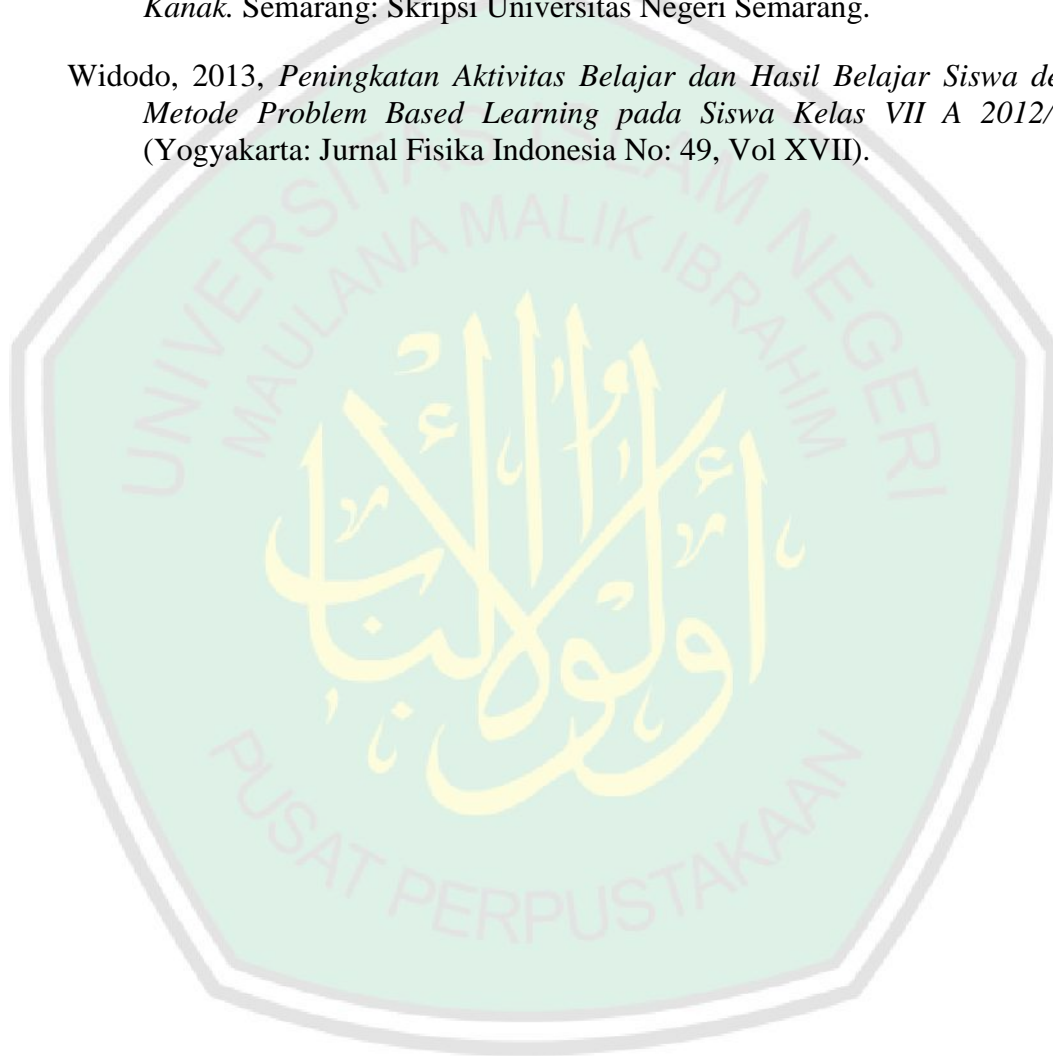 Kanak. Semarang: Skripsi Universitas Negeri Semarang.
Widodo, 2013, Peningkatan Aktivitas Belajar dan Hasil Belajar Siswa de
Metode Problem Based Learning pada Siswa Kelas VII A 2012/
(Yogyakarta: Jurnal Fisika Indonesia No: 49, Vol XVII).
UNIVERSITAS ISLAM NEGERI
MAULANA MALIK IBRAHIM
أولوا الألباب
PUSAT PERPUSTAKAAN